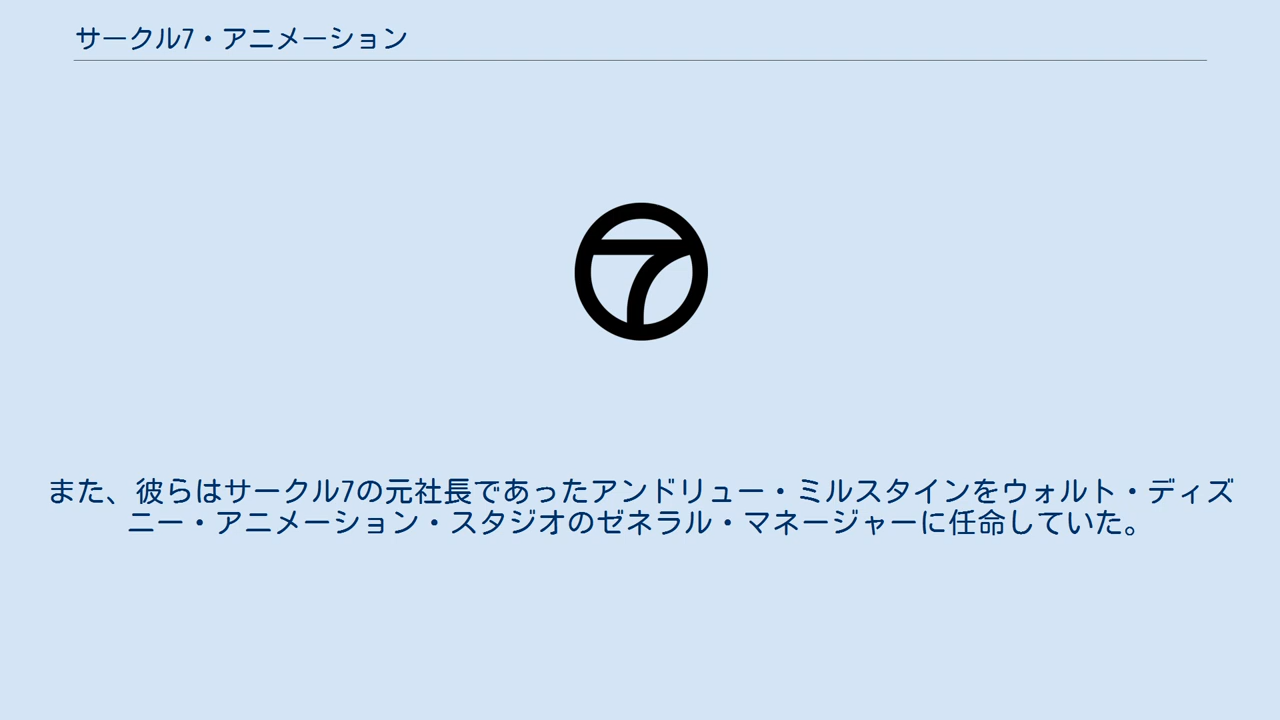 サークル7・アニメーション
7
また、彼らはサークル7の元社長であったアンドリュー・ミルスタインをウォルト・ディズ
ニー・アニメーション・スタジオのゼネラル・マネージャーに任命していた。